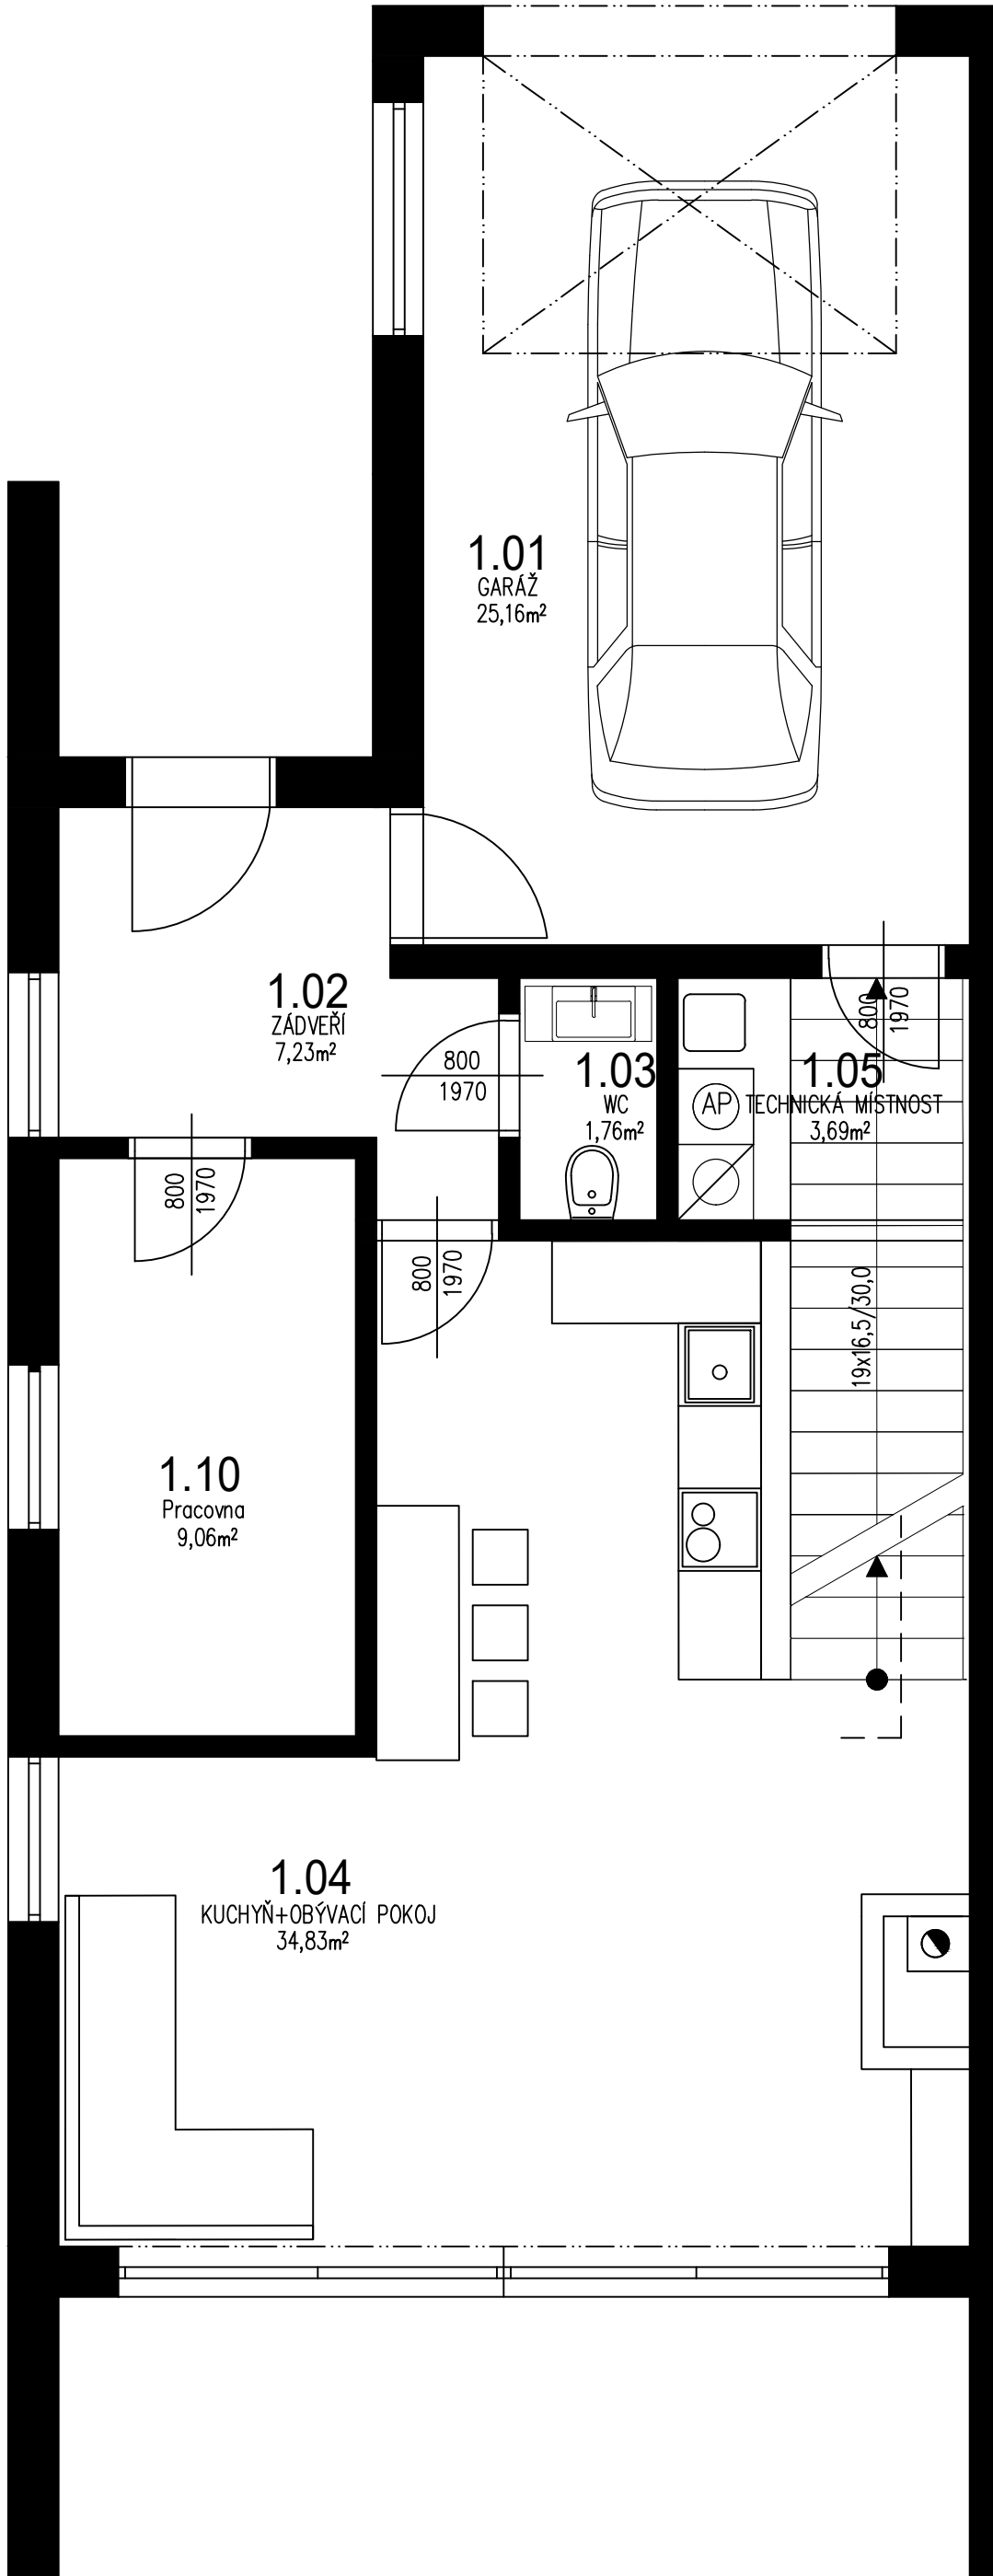 1.01
GARÁŽ
25,16m²
1.02
ZÁDVEŘÍ
7,23m²
800
1970
1.03
WC
1,76m²
AP
800
1970
1.05
TECHNICKÁ MÍSTNOST
3,69m²
800
1970
800
1970
19x16,5/30,0
1.10
Pracovna
9,06m²
1.04
KUCHYŇ+OBÝVACÍ POKOJ
34,83m²